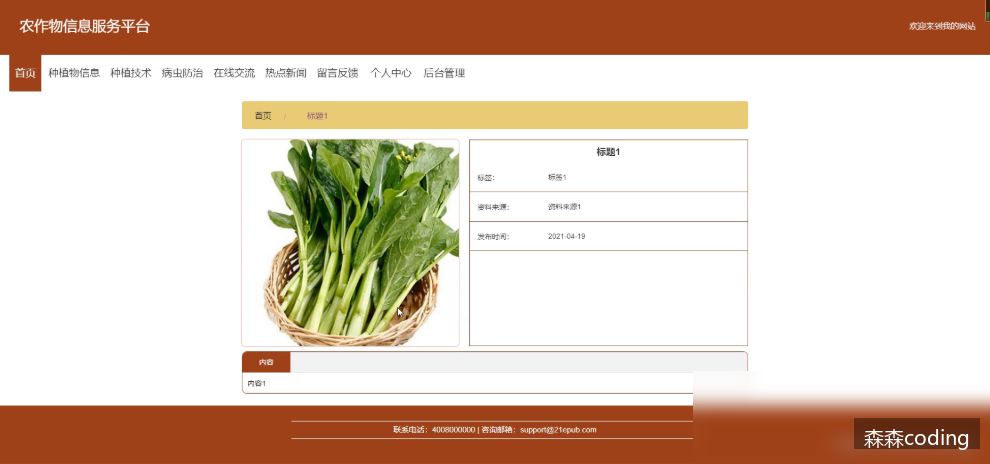 农作物信息服务平台
欢迎来到我的网站
首页 种植物信息 种植技术 病虫防治 在线交流 热点新闻 留言反馈 个人中心 后台管理
首页 / 标题1
标题1
标签： 标签1
资料来源： 资料来源1
发布时间： 2021-04-19
内容
内容1
联系电话：4008000000 | 咨询邮箱：support@21epub.com
森森coding